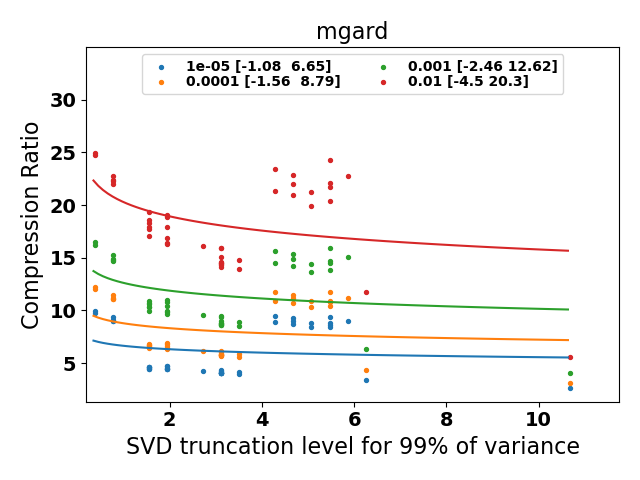 mgard
1e-05 [-1.08  6.65]
0.0001 [-1.56  8.79]
0.001 [-2.46 12.62]
0.01 [-4.5 20.3]
Compression Ratio
30
25
20
15
10
5
2 4 6 8 10
SVD truncation level for 99% of variance